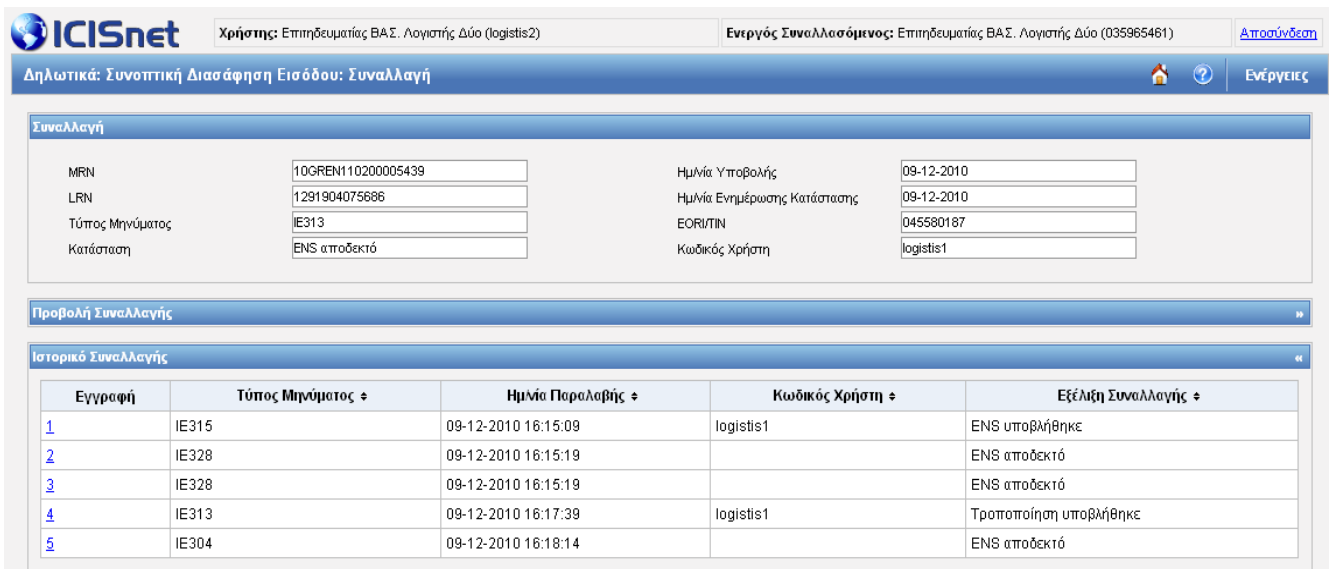 ICISnet Χρήστης: Επιτηδευματίας ΒΑΣ. Λογιστής Δύο (logistis2) Ενεργός Συναλλασόμενος: Επιτηδευματίας ΒΑΣ. Λογιστής Δύο (035965461) Αποσύνδεση
Δηλωτικά: Συνοπτική Διασάφηση Εισόδου: Συναλλαγή Ενέργειες
Συναλλαγή
MRN 10GREN110200005439 Ημ/νία Υποβολής 09-12-2010
LRN 1291904075686 Ημ/νία Ενημέρωσης Κατάστασης 09-12-2010
Τύπος Μηνύματος IE313 EORI/TIN 045580187
Κατάσταση ENS αποδεκτό Κωδικός Χρήστη logistis1
Προβολή Συναλλαγής »
Ιστορικό Συναλλαγής «
Εγγραφή Τύπος Μηνύματος Ημ/νία Παραλαβής Κωδικός Χρήστη Εξέλιξη Συναλλαγής
1 IE315 09-12-2010 16:15:09 logistis1 ENS υποβλήθηκε
2 IE328 09-12-2010 16:15:19 ENS αποδεκτό
3 IE328 09-12-2010 16:15:19 ENS αποδεκτό
4 IE313 09-12-2010 16:17:39 logistis1 Τροποποίηση υποβλήθηκε
5 IE304 09-12-2010 16:18:14 ENS αποδεκτό